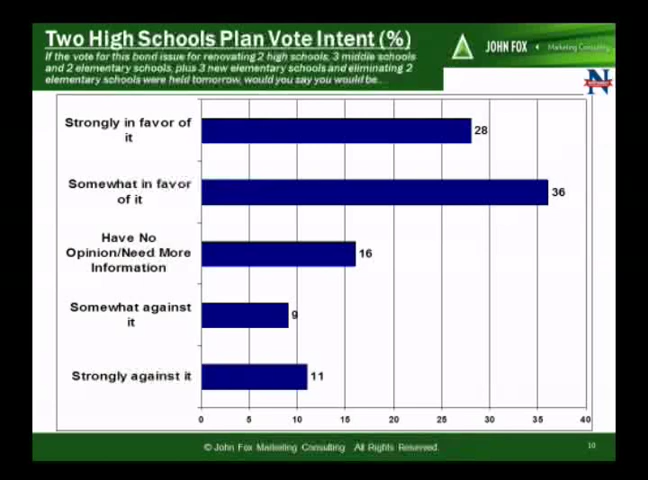 Two High Schools Plan Vote Intent (%)
If the vote for this bond issue for renovating 2 high schools, 3 middle schools
and 2 elementary schools, plus 3 new elementary schools and eliminating 2
elementary schools were held tomorrow, would you say you would be...
JOHN FOX
Marketing Consulting
N
Strongly in favor of
it
28
Somewhat in favor
of it
36
Have No
Opinion/Need More
Information
16
Somewhat against
it
9
Strongly against it
11
0 5 10 15 20 25 30 35 40
© John Fox Marketing Consulting All Rights Reserved.
10